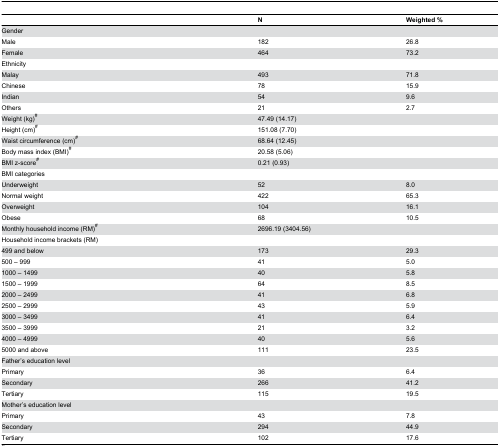 N Weighted %
Gender
Male 182 26.8
Female 464 73.2
Ethnicity
Malay 493 71.8
Chinese 78 15.9
Indian 54 9.6
Others 21 2.7
Weight (kg)# 47.49 (14.17)
Height (cm)# 151.08 (7.70)
Waist circumference (cm)# 68.64 (12.45)
Body mass index (BMI)# 20.58 (5.06)
BMI z-score# 0.21 (0.93)
BMI categories
Underweight 52 8.0
Normal weight 422 65.3
Overweight 104 16.1
Obese 68 10.5
Monthly household income (RM)# 2696.19 (3404.56)
Household income brackets (RM)
499 and below 173 29.3
500 – 999 41 5.0
1000 – 1499 40 5.8
1500 – 1999 64 8.5
2000 – 2499 41 6.8
2500 – 2999 43 5.9
3000 – 3499 41 6.4
3500 – 3999 21 3.2
4000 – 4999 40 5.6
5000 and above 111 23.5
Father's education level
Primary 36 6.4
Secondary 266 41.2
Tertiary 115 19.5
Mother's education level
Primary 43 7.8
Secondary 294 44.9
Tertiary 102 17.6